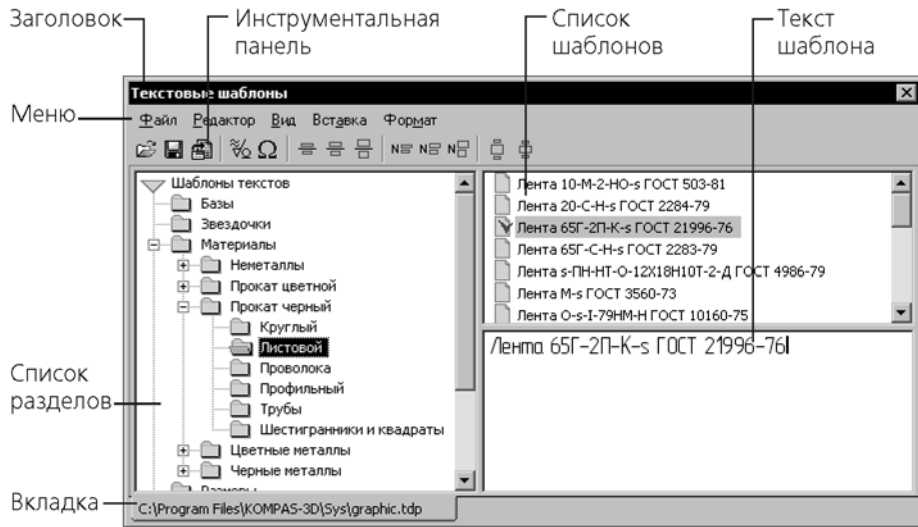 Заголовок
Инструментальная
панель
Список
шаблонов
Текст
шаблона
Текстовые шаблоны
Меню
Файл Редактор Вид Вставка Формат
Шаблоны текстов
Базы
Звездочки
Материалы
Неметаллы
Прокат цветной
Прокат черный
Круглый
Листовой
Проволока
Профильный
Трубы
Шестигранники и квадраты
Цветные металлы
Черные металлы
Размеры
Лента 10-М-2-НО-s ГОСТ 503-81
Лента 20-С-Н-s ГОСТ 2284-79
Лента 65Г-2П-К-s ГОСТ 21996-76
Лента 65Г-С-Н-s ГОСТ 2283-79
Лента s-ПН-НТ-О-12Х18Н10Т-2-Д ГОСТ 4986-79
Лента М-s ГОСТ 3560-73
Лента О-s-I-79НМ-Н ГОСТ 10160-75
Лента 65Г-2П-К-s ГОСТ 21996-76
Список
разделов
Вкладка
C:\Program Files\KOMPAS-3D\Sys\graphic.tdp